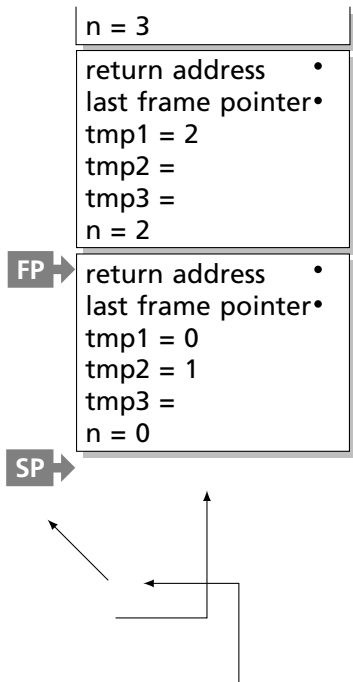 n = 3
return address •
last frame pointer•
tmp1 = 2
tmp2 =
tmp3 =
n = 2
FP
return address •
last frame pointer•
tmp1 = 0
tmp2 = 1
tmp3 =
n = 0
SP